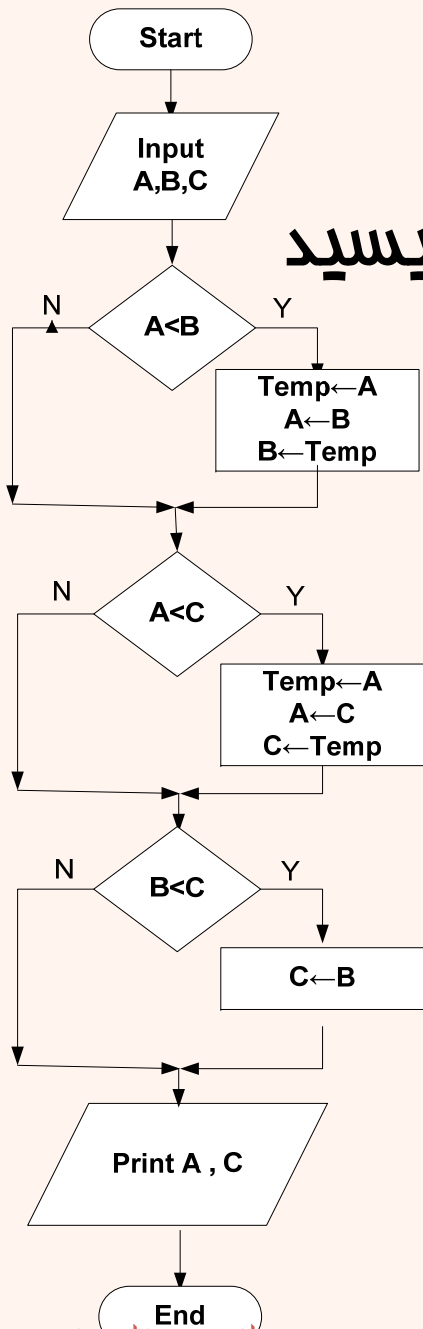 Start
Input
A,B,C
A<B
N
Y
Temp←A
A←B
B←Temp
A<C
N
Y
Temp←A
A←C
C←Temp
B<C
N
Y
C←B
Print A , C
End